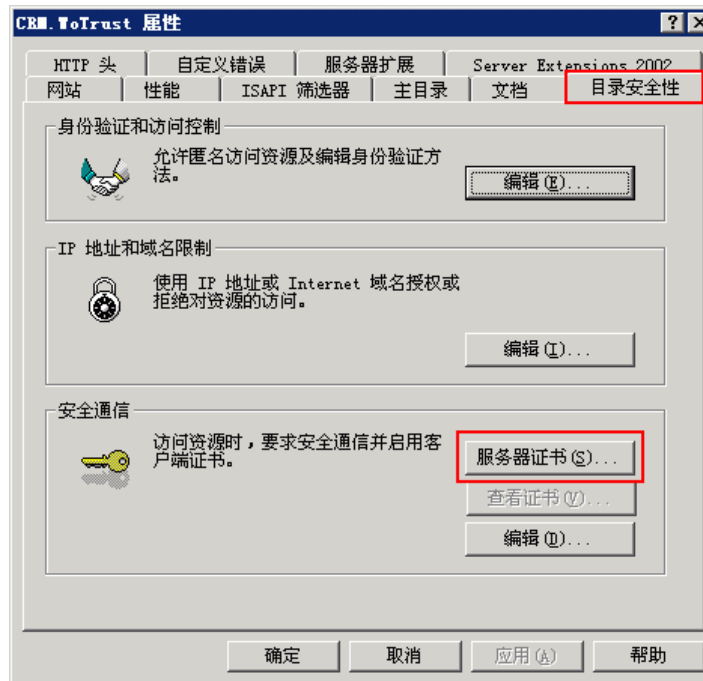 CRM.ToTrust 属性
HTTP 头
自定义错误
服务器扩展
Server Extensions 2002
网站
性能
ISAPI 筛选器
主目录
文档
目录安全性
身份验证和访问控制
允许匿名访问资源及编辑身份验证方
法。
编辑(E)...
IP 地址和域名限制
使用 IP 地址或 Internet 域名授权或
拒绝对资源的访问。
编辑(I)...
安全通信
访问资源时，要求安全通信并启用客
户端证书。
服务器证书(S)...
查看证书(V)...
编辑(D)...
确定
取消
应用(A)
帮助